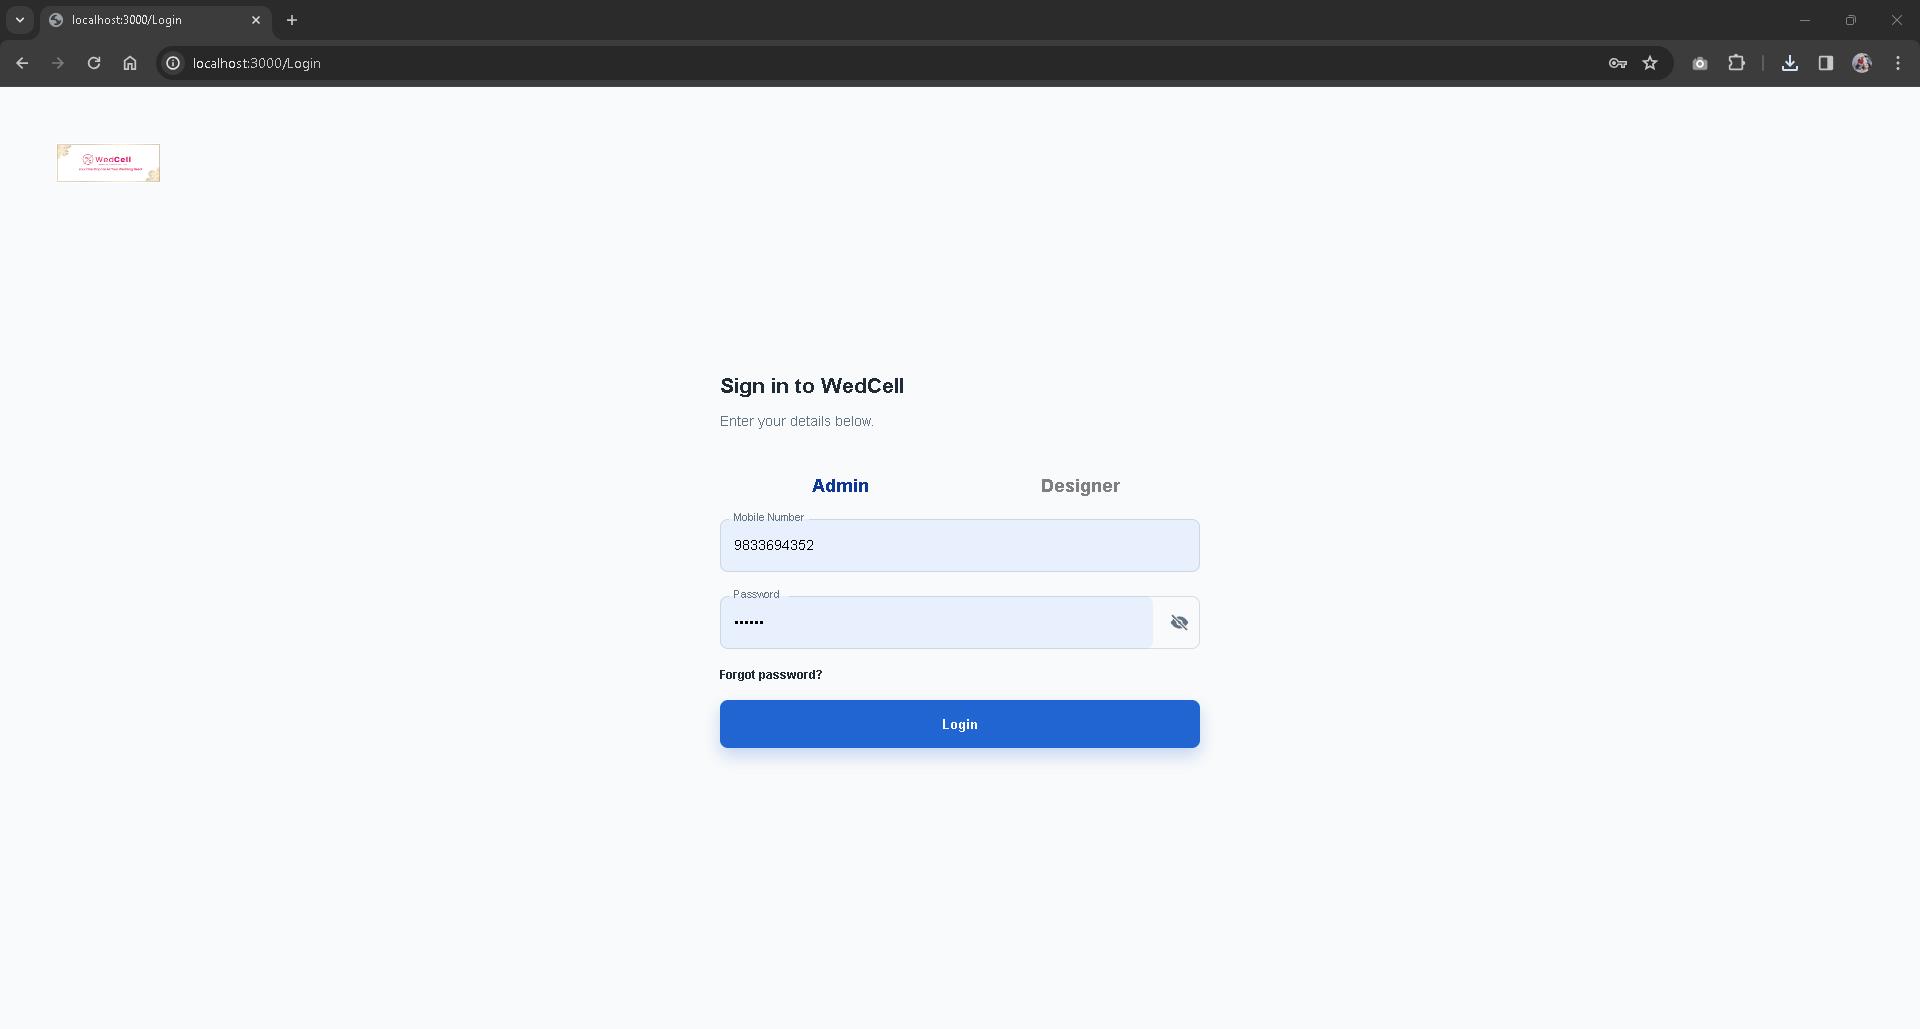 localhost:3000/Login
localhost:3000/Login
WedCell
Sign in to WedCell
Enter your details below.
Admin
Designer
Mobile Number
9833694352
Password
••••••
Forgot password?
Login